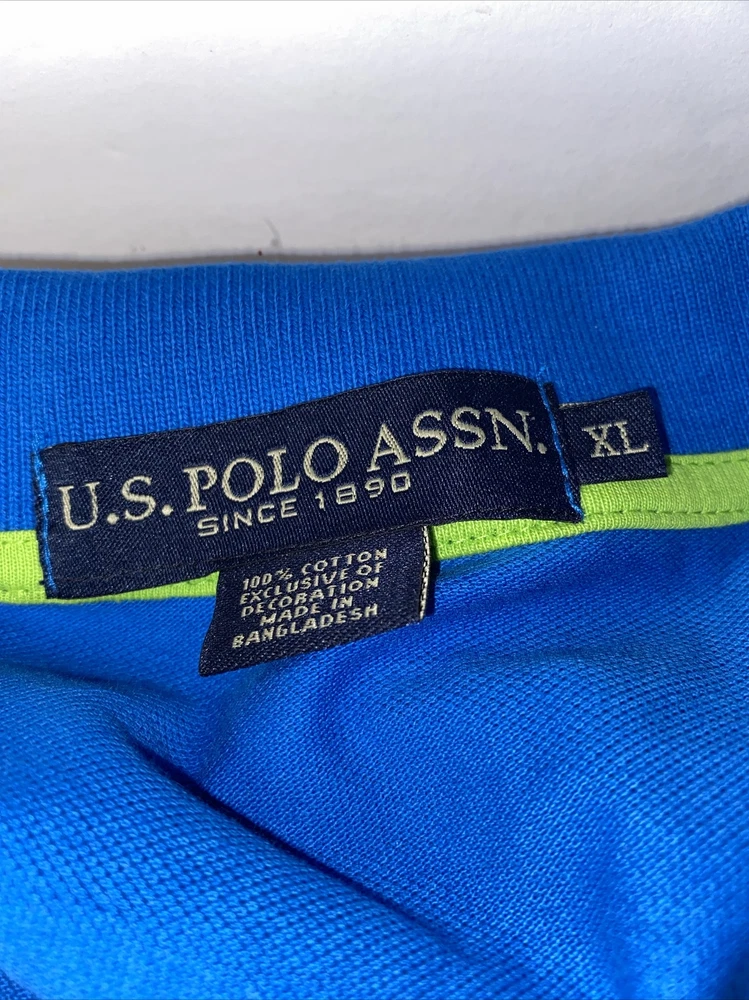 U.S. POLO ASSN.
SINCE 1890
XL
100% COTTON
EXCLUSIVE OF
DECORATION
MADE IN
BANGLADESH